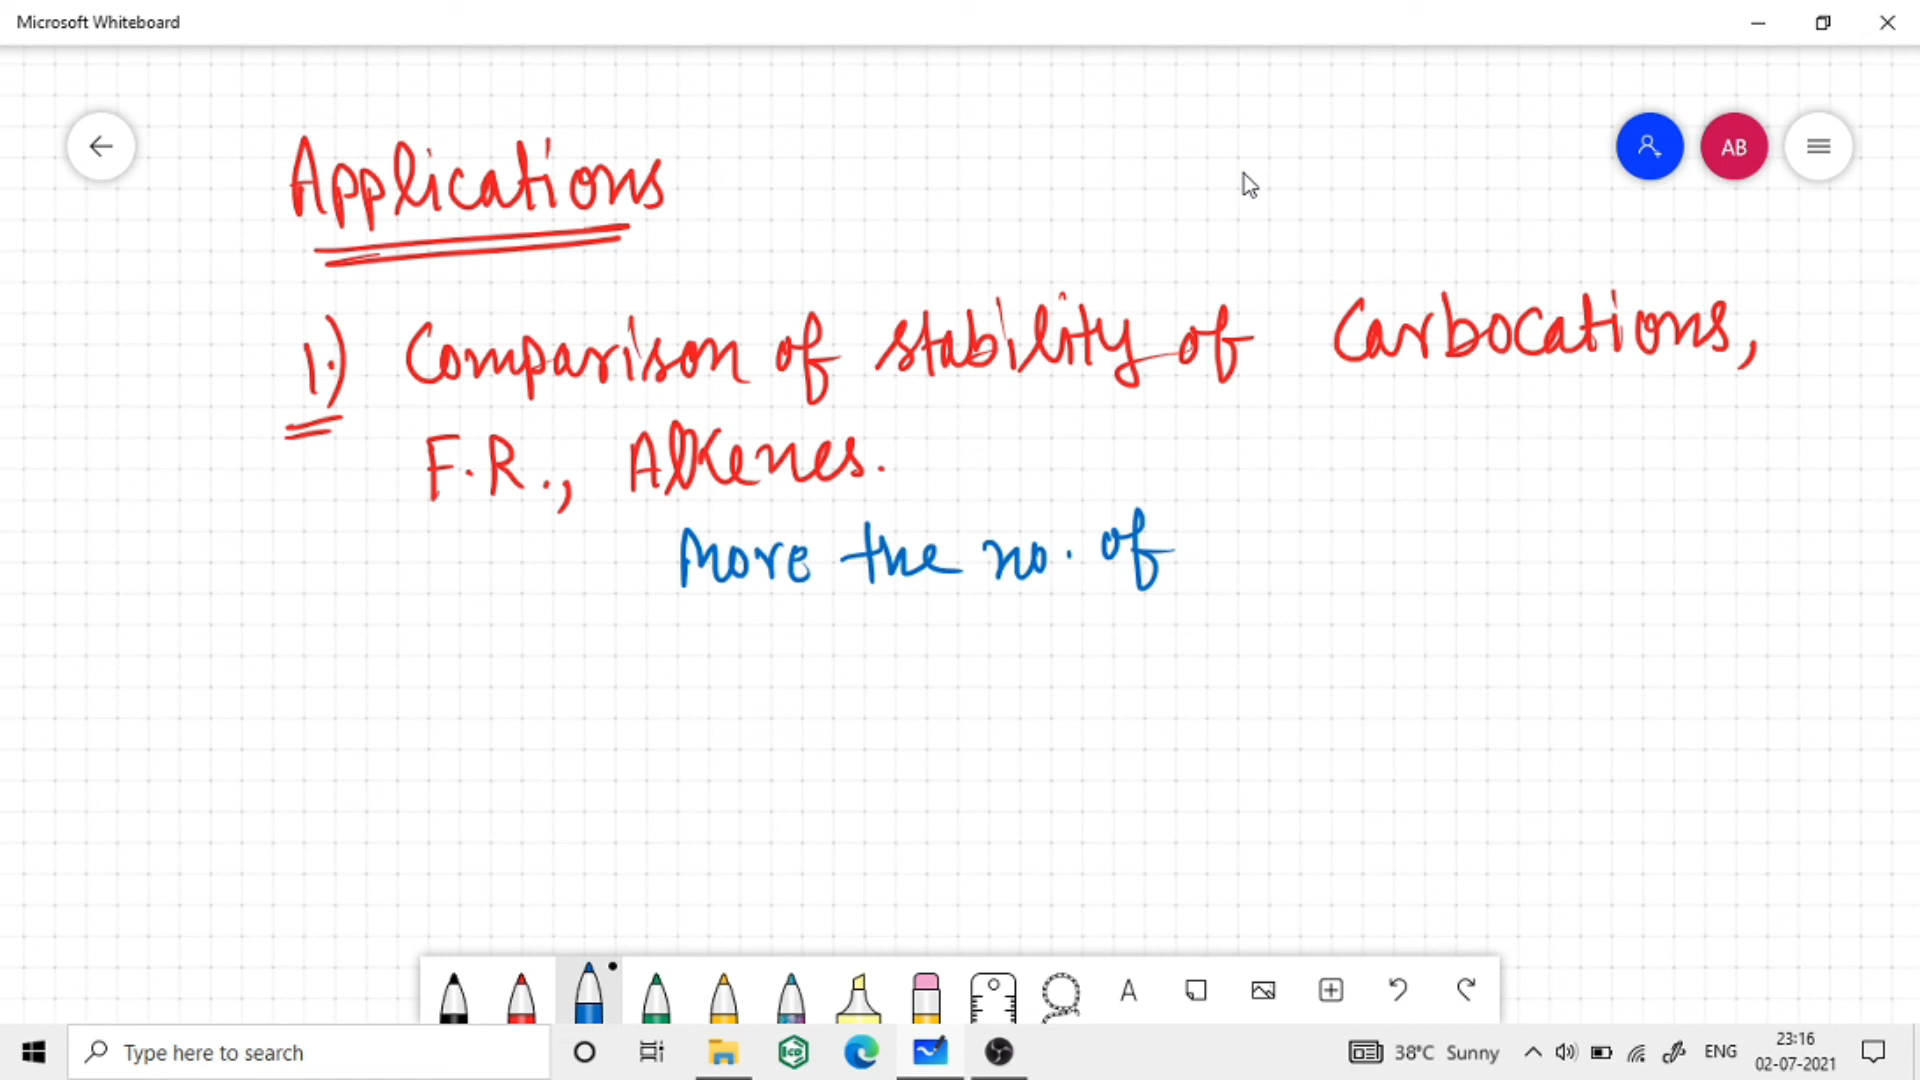 Microsoft Whiteboard
AB
Applications
1.) Comparison of stability of Carbocations,
F.R., Alkenes.
More the no. of
A
Type here to search
38°C Sunny
ENG
23:16
02-07-2021